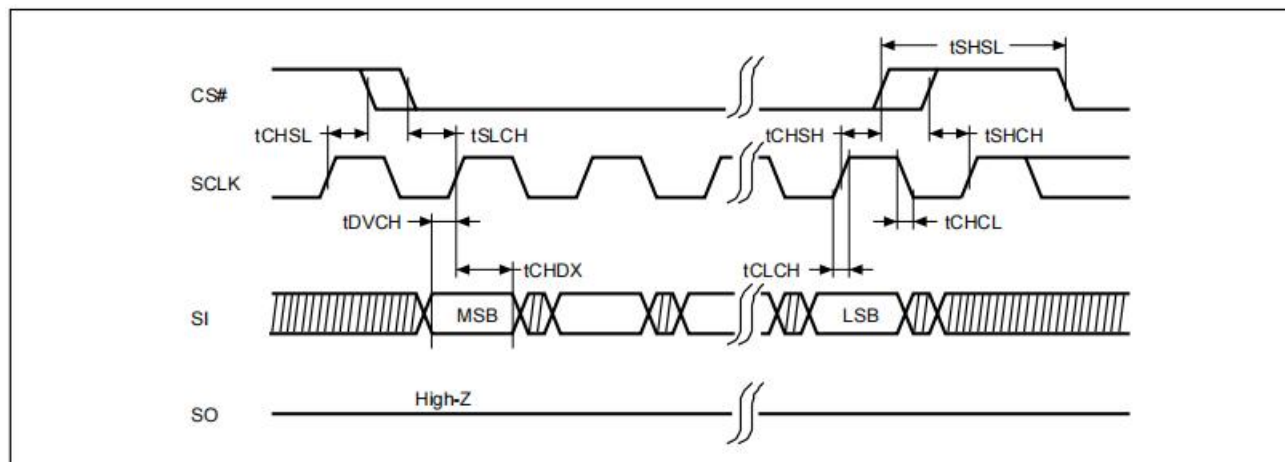 tSHSL
CS#
tCHSL
tSLCH
tCHSH
tSHCH
SCLK
tDVCH
tCHCL
tCHDX
tCLCH
SI
MSB
LSB
High-Z
SO